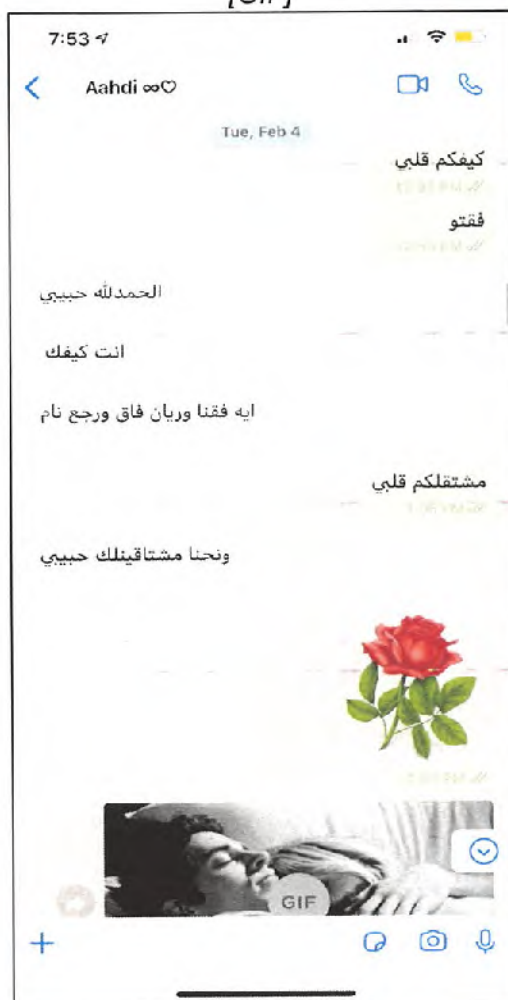 [GIF]
7:53
Aahdi ∞♡
Tue, Feb 4
كيفكم قلبي
فقتو
الحمدلله حبيبي
انت كيفك
ايه فقنا وريان فاق ورجع نام
مشتقلكم قلبي
ونحنا مشتاقينلك حبيبي
GIF